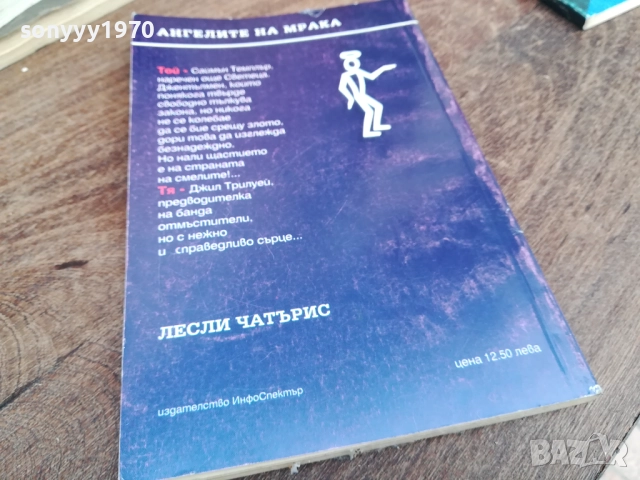 sonyyy1970
АНГЕЛИТЕ НА МРАКА
Той - Саймън Темплър,
наречен още Светеца.
Джентълмен, който
понякога твърде
свободно тълкува
закона, но никога
не се колебае
да се бие срещу злото,
дори това да изглежда
безнадеждно.
Но нали щастието
е на страната
на смелите!...
Тя - Джил Трилуей,
предводителка
на банда
отмъстители,
но с нежно
и справедливо сърце...
ЛЕСЛИ ЧАТЪРИС
цена 12.50 лева
издателство ИнфоСпектър
BAZAR